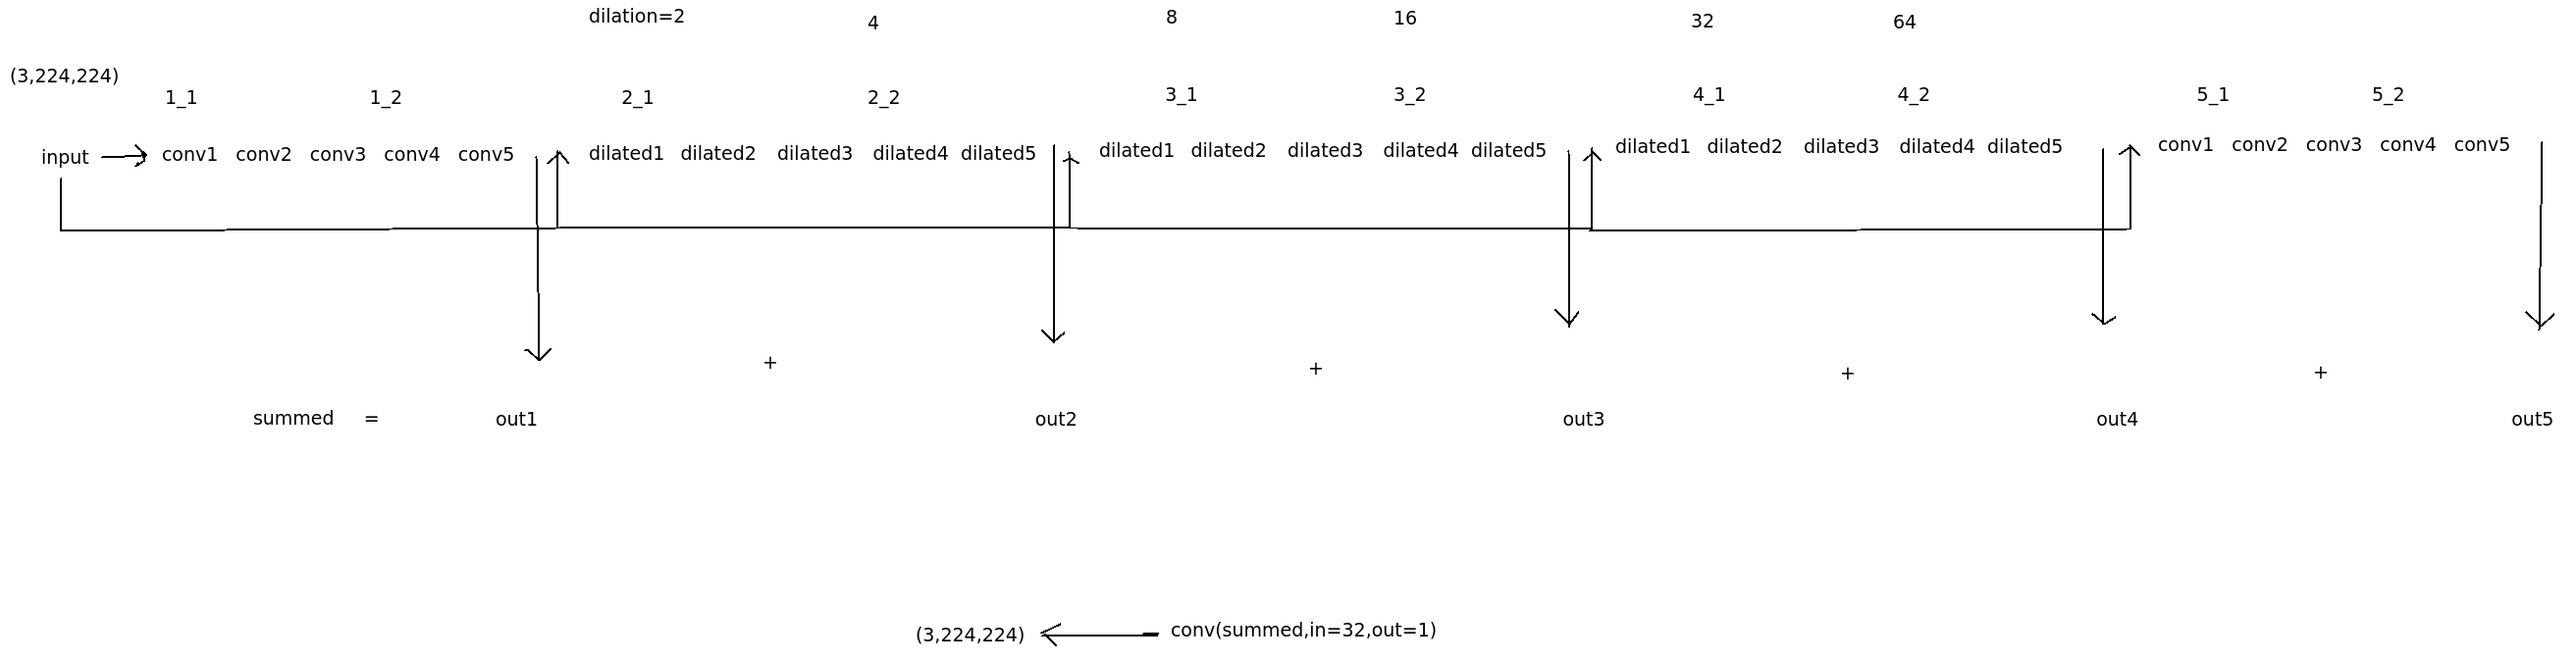 dilation=2 4 8 16 32 64
(3,224,224)
1_1 1_2 2_1 2_2 3_1 3_2 4_1 4_2 5_1 5_2
input conv1 conv2 conv3 conv4 conv5 dilated1 dilated2 dilated3 dilated4 dilated5 dilated1 dilated2 dilated3 dilated4 dilated5 dilated1 dilated2 dilated3 dilated4 dilated5 conv1 conv2 conv3 conv4 conv5
+ + + +
summed = out1 out2 out3 out4 out5
(3,224,224) conv(summed,in=32,out=1)